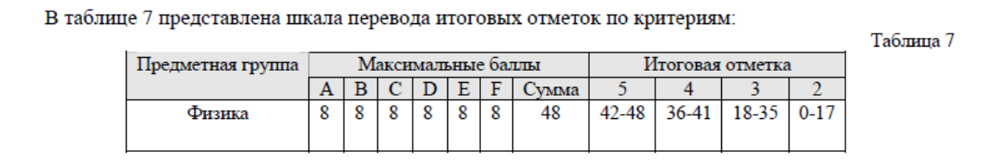 В таблице 7 представлена шкала перевода итоговых отметок по критериям:
Таблица 7
Предметная группа Максимальные баллы Итоговая отметка
A B C D E F Сумма 5 4 3 2
Физика 8 8 8 8 8 8 48 42-48 36-41 18-35 0-17